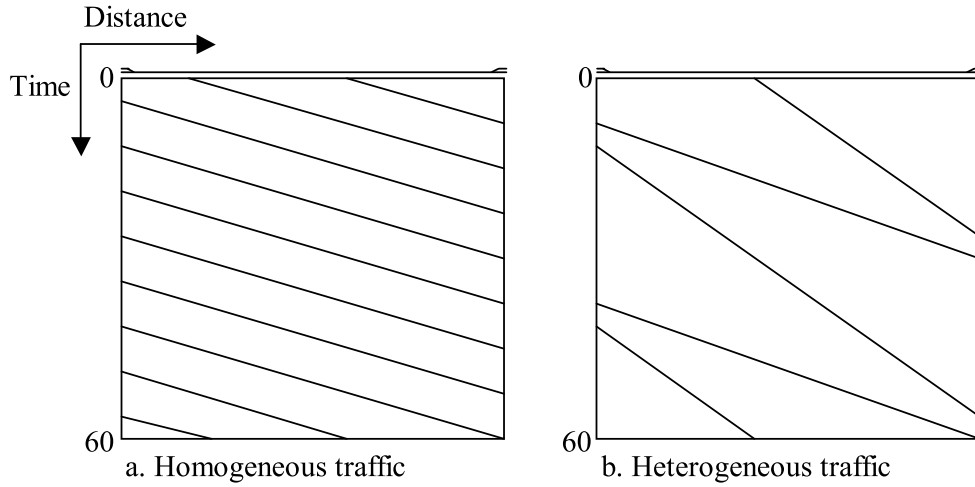 Distance
Time
0
0
60
60
a. Homogeneous traffic
b. Heterogeneous traffic